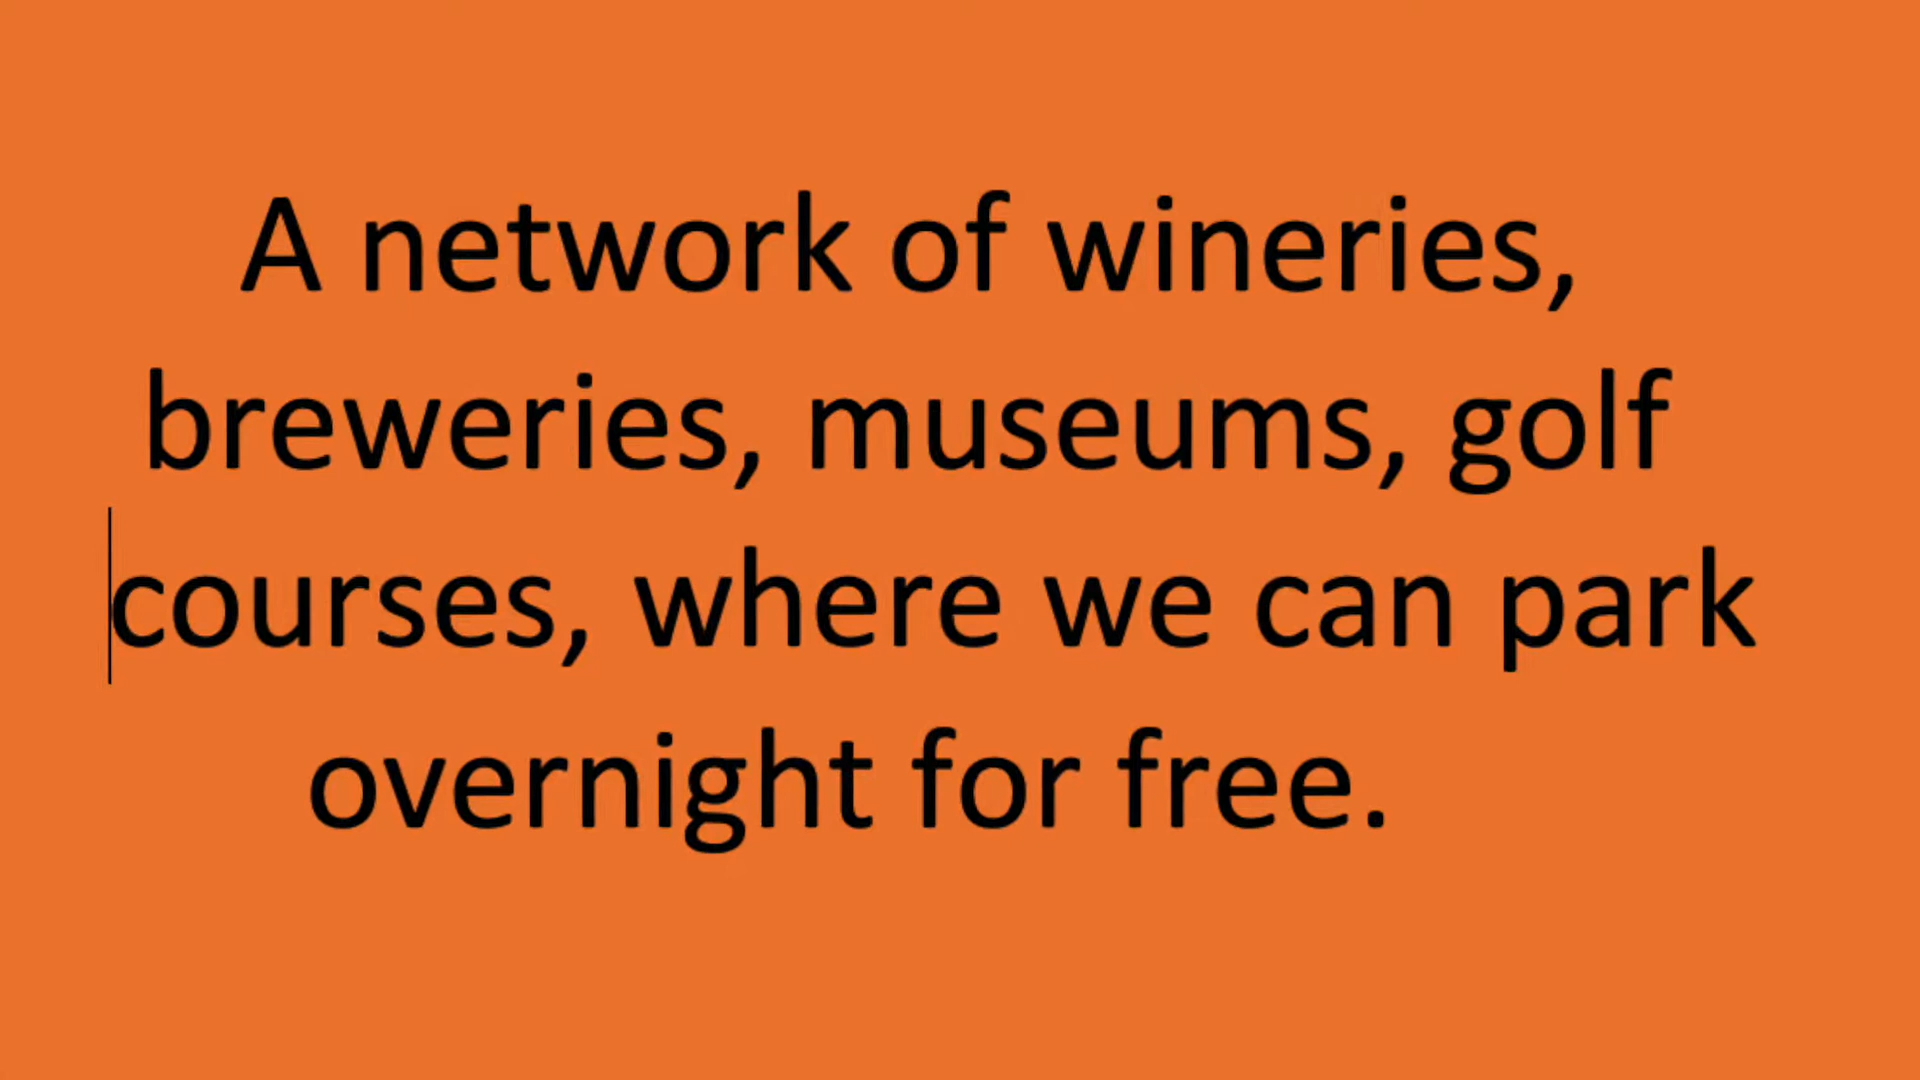 A network of wineries,
breweries, museums, golf
courses, where we can park
overnight for free.